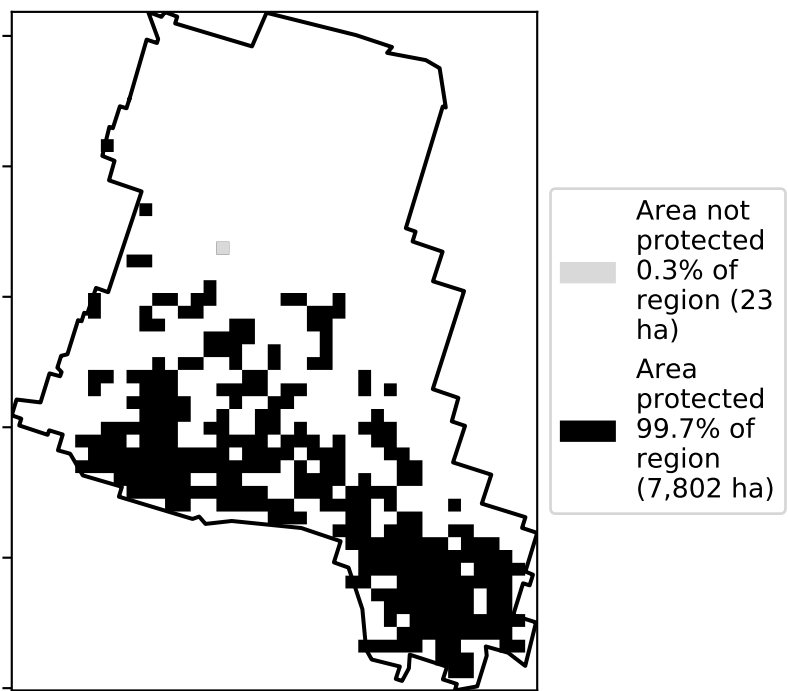 Area not
protected
0.3% of
region (23
ha)
Area
protected
99.7% of
region
(7,802 ha)